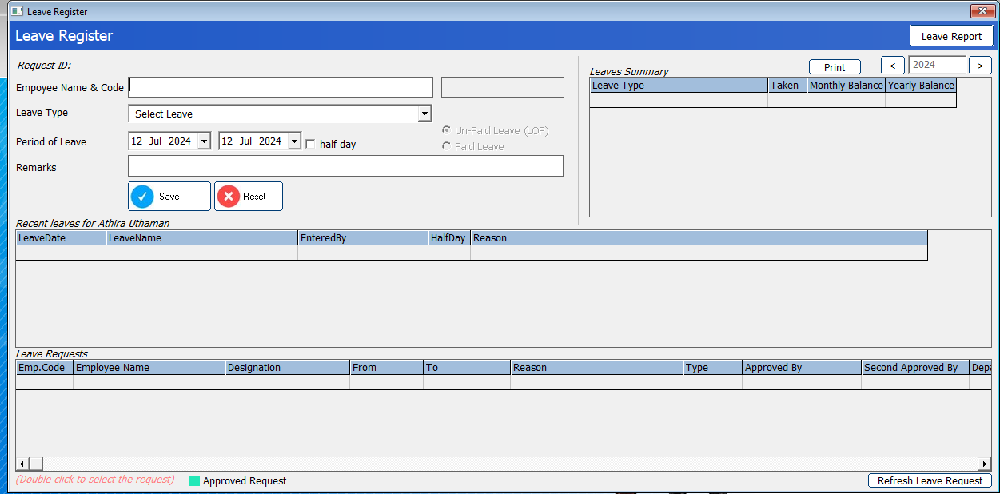 Leave Register
Leave Register
Leave Report
Request ID:
Empoyee Name & Code
Leave Type
-Select Leave-
Period of Leave
12- Jul -2024
12- Jul -2024
half day
Un-Paid Leave (LOP)
Paid Leave
Remarks
Save
Reset
Leaves Summary
Print
<
2024
>
Leave Type Taken Monthly Balance Yearly Balance
Recent leaves for Athira Uthaman
LeaveDate LeaveName EnteredBy HalfDay Reason
Leave Requests
Emp.Code Employee Name Designation From To Reason Type Approved By Second Approved By Depa
(Double click to select the request)
Approved Request
Refresh Leave Request